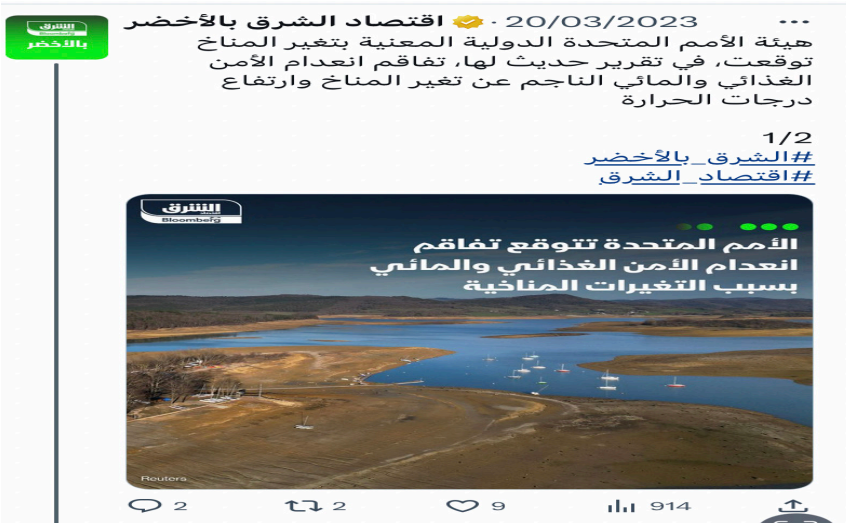 الشرق
بالأخضر
اقتصاد الشرق بالأخضر · 20/03/2023
هيئة الأمم المتحدة الدولية المعنية بتغير المناخ
توقعت، في تقرير حديث لها، تفاقم انعدام الأمن
الغذائي والمائي الناجم عن تغير المناخ وارتفاع
درجات الحرارة
1/2
#الشرق_بالأخضر
#اقتصاد_الشرق
الشرق
Bloomberg
الأمم المتحدة تتوقع تفاقم
انعدام الأمن الغذائي والمائي
بسبب التغيرات المناخية
Reuters
2 2 9 914